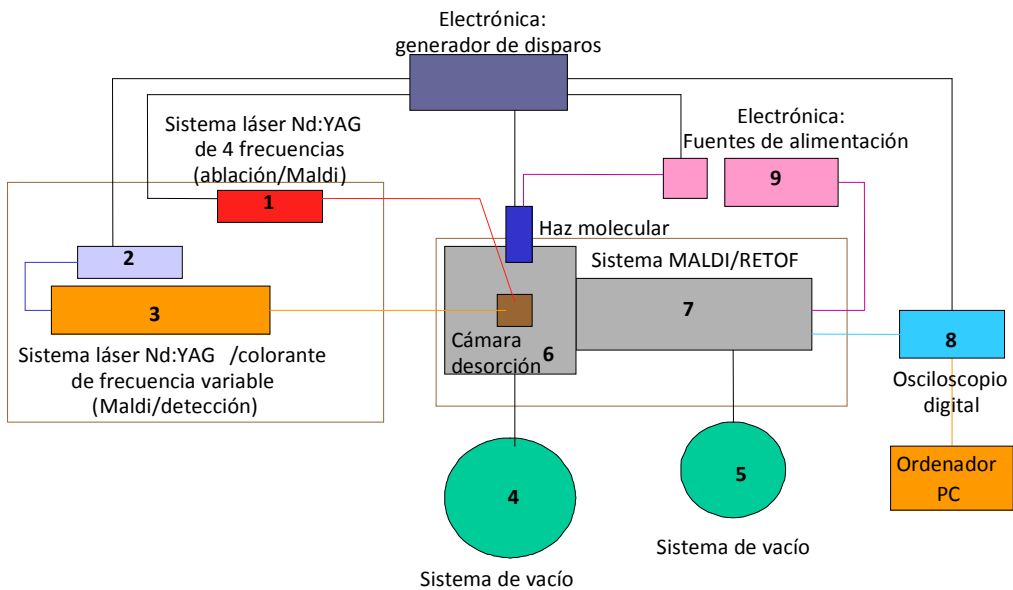 Electrónica:
generador de disparos
Sistema láser Nd:YAG
de 4 frecuencias
(ablación/Maldi)
Electrónica:
Fuentes de alimentación
9
1
Haz molecular
2
Sistema MALDI/RETOF
3
7
Cámara
desorción
6
8
Sistema láser Nd:YAG /colorante
de frecuencia variable
(Maldi/detección)
Osciloscopio
digital
4
5
Ordenador
PC
Sistema de vacío
Sistema de vacío